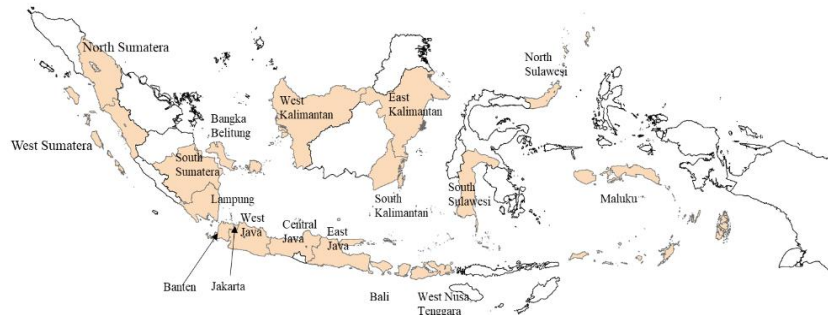 North Sumatera
North
Sulawesi
West
Kalimantan
East
Kalimantan
Bangka
Belitung
West Sumatera
South
Sumatera
Lampung
South
Kalimantan
South
Sulawesi
Maluku
West
Java
Central
Java
East
Java
Banten
Jakarta
Bali
West Nusa
Tenggara